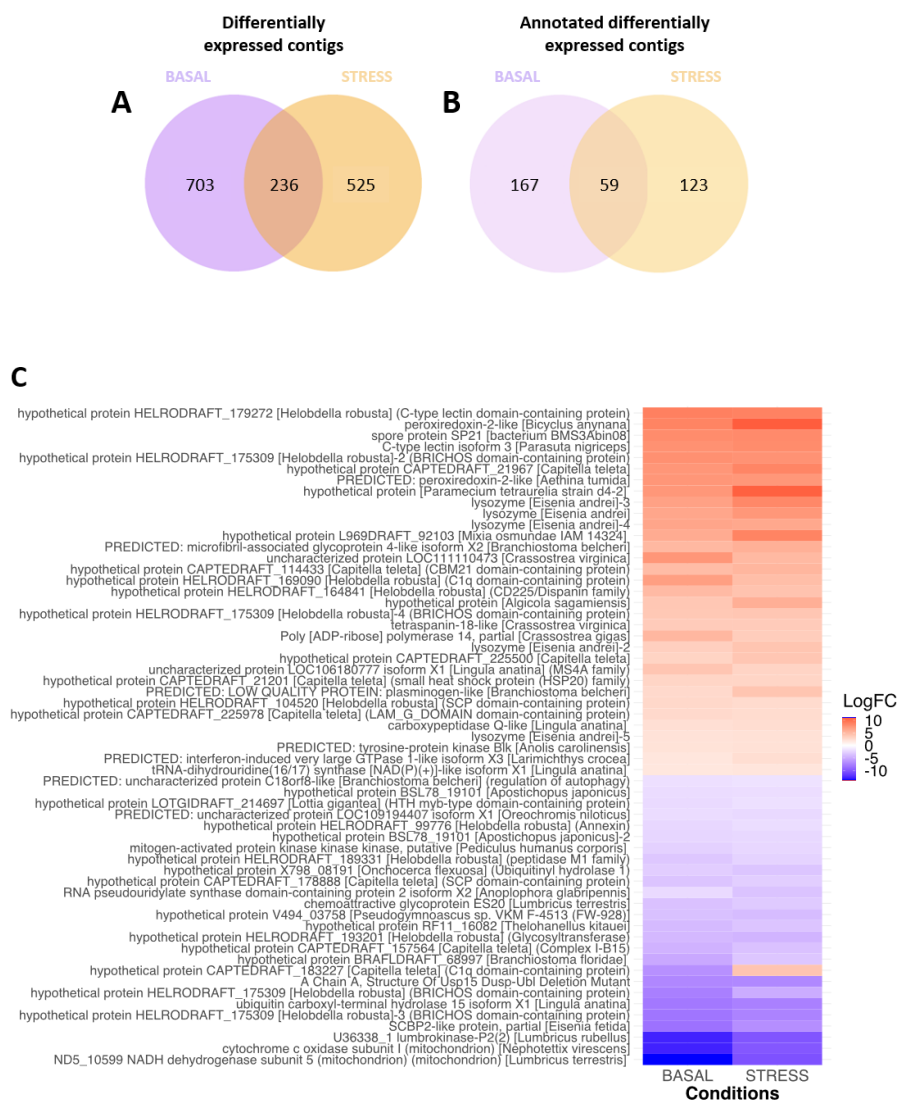 Differentially
expressed contigs
Annotated differentially
expressed contigs
BASAL
STRESS
BASAL
STRESS
A
B
703
236
525
167
59
123
C
hypothetical protein HELRODRAFT_179272 [Helobdella robusta] (C-type lectin domain-containing protein)
peroxiredoxin-2-like [Bicyclus anynana]
spore protein SP21 [bacterium BMS3Abin08]
C-type lectin isoform 3 [Parasuta nigriceps]
hypothetical protein HELRODRAFT_175309 [Helobdella robusta]-2 (BRICHOS domain-containing protein)
hypothetical protein CAPTEDRAFT_21967 [Capitella teleta]
PREDICTED: peroxiredoxin-2-like [Aethina tumida]
hypothetical protein [Paramecium tetraurelia strain d4-2]
lysozyme [Eisenia andrei]-3
lysozyme [Eisenia andrei]
lysozyme [Eisenia andrei]-4
hypothetical protein L969DRAFT_92103 [Mixia osmundae IAM 14324]
PREDICTED: microfibril-associated glycoprotein 4-like isoform X2 [Branchiostoma belcheri]
uncharacterized protein LOC111110473 [Crassostrea virginica]
hypothetical protein CAPTEDRAFT_114433 [Capitella teleta] (CBM21 domain-containing protein)
hypothetical protein HELRODRAFT_169090 [Helobdella robusta] (C1q domain-containing protein)
hypothetical protein HELRODRAFT_164841 [Helobdella robusta] (CD225/Dispanin family)
hypothetical protein [Algicola sagamiensis]
hypothetical protein HELRODRAFT_175309 [Helobdella robusta]-4 (BRICHOS domain-containing protein)
tetraspanin-18-like [Crassostrea virginica]
Poly [ADP-ribose] polymerase 14, partial [Crassostrea gigas]
lysozyme [Eisenia andrei]-2
hypothetical protein CAPTEDRAFT_225500 [Capitella teleta]
uncharacterized protein LOC106180777 isoform X1 [Lingula anatina] (MS4A family)
hypothetical protein CAPTEDRAFT_21201 [Capitella teleta] (small heat shock protein (HSP20) family)
PREDICTED: LOW QUALITY PROTEIN: plasminogen-like [Branchiostoma belcheri]
hypothetical protein HELRODRAFT_104520 [Helobdella robusta] (SCP domain-containing protein)
hypothetical protein CAPTEDRAFT_225978 [Capitella teleta] (LAM_G_DOMAIN domain-containing protein)
carboxypeptidase Q-like [Lingula anatina]
lysozyme [Eisenia andrei]-5
PREDICTED: tyrosine-protein kinase Blk [Anolis carolinensis]
PREDICTED: interferon-induced very large GTPase 1-like isoform X3 [Larimichthys crocea]
tRNA-dihydrouridine(16/17) synthase [NAD(P)(+)]-like isoform X1 [Lingula anatina]
PREDICTED: uncharacterized protein C18orf8-like [Branchiostoma belcheri] (regulation of autophagy)
hypothetical protein BSL78_19101 [Apostichopus japonicus]
hypothetical protein LOTGIDRAFT_214697 [Lottia gigantea] (HTH myb-type domain-containing protein)
PREDICTED: uncharacterized protein LOC109194407 isoform X1 [Oreochromis niloticus]
hypothetical protein HELRODRAFT_99776 [Helobdella robusta] (Annexin)
hypothetical protein BSL78_19101 [Apostichopus japonicus]-2
mitogen-activated protein kinase kinase kinase, putative [Pediculus humanus corporis]
hypothetical protein HELRODRAFT_189331 [Helobdella robusta] (peptidase M1 family)
hypothetical protein X798_08191 [Onchocerca flexuosa] (Ubiquitinyl hydrolase 1)
hypothetical protein CAPTEDRAFT_178888 [Capitella teleta] (SCP domain-containing protein)
RNA pseudouridylate synthase domain-containing protein 2 isoform X2 [Anoplophora glabripennis]
chemoattractive glycoprotein ES20 [Lumbricus terrestris]
hypothetical protein V494_03758 [Pseudogymnoascus sp. VKM F-4513 (FW-928)]
hypothetical protein RF11_16082 [Thelohanellus kitauei]
hypothetical protein HELRODRAFT_193201 [Helobdella robusta] (Glycosyltransferase)
hypothetical protein CAPTEDRAFT_157564 [Capitella teleta] (Complex I-B15)
hypothetical protein BRAFLDRAFT_68997 [Branchiostoma floridae]
hypothetical protein CAPTEDRAFT_183227 [Capitella teleta] (C1q domain-containing protein)
A Chain A, Structure Of Usp15 Dusp-Ubl Deletion Mutant
hypothetical protein HELRODRAFT_175309 [Helobdella robusta] (BRICHOS domain-containing protein)
ubiquitin carboxyl-terminal hydrolase 15 isoform X1 [Lingula anatina]
hypothetical protein HELRODRAFT_175309 [Helobdella robusta]-3 (BRICHOS domain-containing protein)
SCBP2-like protein, partial [Eisenia fetida]
U36338_1 lumbrokinase-P2(2) [Lumbricus rubellus]
cytochrome c oxidase subunit I (mitochondrion) [Nephotettix virescens]
ND5_10599 NADH dehydrogenase subunit 5 (mitochondrion) (mitochondrion) [Lumbricus terrestris]
LogFC
10
5
0
-5
-10
BASAL
STRESS
Conditions